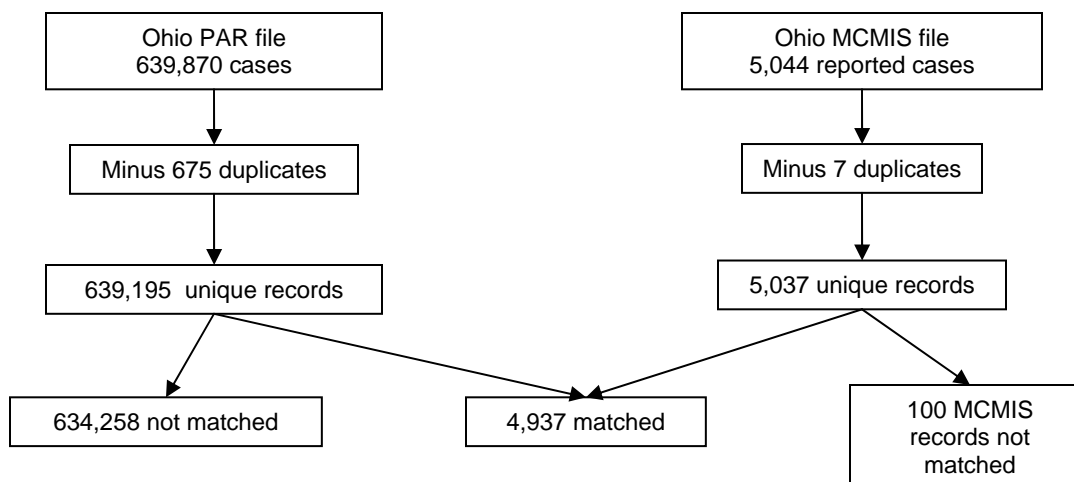 Ohio PAR file
639,870 cases
Ohio MCMIS file
5,044 reported cases
Minus 675 duplicates
Minus 7 duplicates
639,195 unique records
5,037 unique records
634,258 not matched
4,937 matched
100 MCMIS
records not
matched